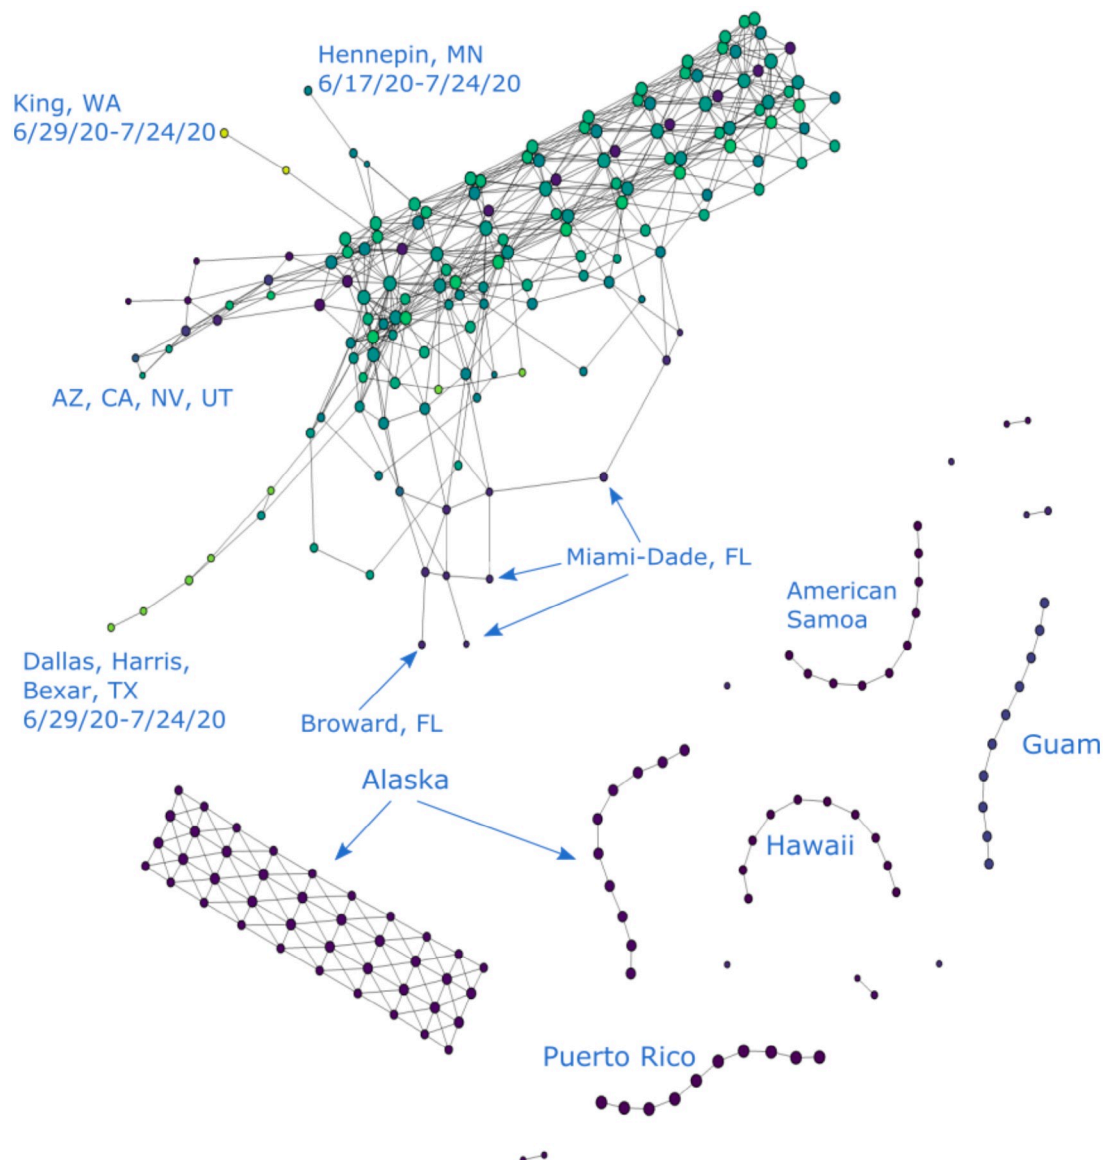 Hennepin, MN
6/17/20-7/24/20
King, WA
6/29/20-7/24/20
AZ, CA, NV, UT
Miami-Dade, FL
American
Samoa
Dallas, Harris,
Bexar, TX
6/29/20-7/24/20
Broward, FL
Guam
Alaska
Hawaii
Puerto Rico